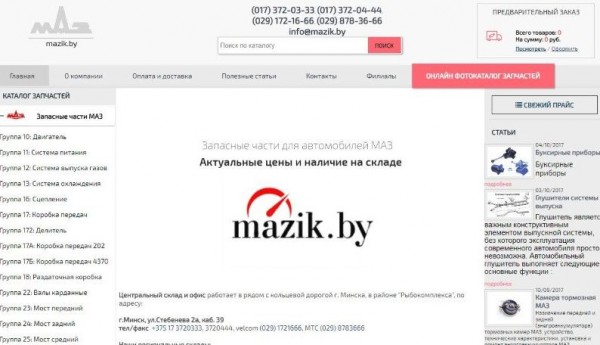 МАЗ
mazik.by
(017) 372-03-33 (017) 372-04-44
(029) 172-16-66 (029) 878-36-66
info@mazik.by
Поиск по каталогу
Поиск
ПРЕДВАРИТЕЛЬНЫЙ ЗАКАЗ
Всего товаров: 0
На сумму: 0 руб.
Посмотреть / Оформить
Главная
О компании
Оплата и доставка
Полезные статьи
Контакты
Филиалы
ОНЛАЙН ФОТОКАТАЛОГ ЗАПЧАСТЕЙ
КАТАЛОГ ЗАПЧАСТЕЙ
Запасные части МАЗ
Группа 10: Двигатель
Группа 11: Система питания
Группа 12: Система выпуска газов
Группа 13: Система охлаждения
Группа 16: Сцепление
Группа 17: Коробка передач
Группа 17: Делитель
Группа 17А: Коробка передач 202
Группа 17Б: Коробка передач 4370
Группа 18: Раздаточная коробка
Группа 22: Валы карданные
Группа 23: Мост передний
Группа 24: Мост задний
Группа 25: Мост средний
Запасные части для автомобилей МАЗ
Актуальные цены и наличие на складе
mazik.by
Центральный склад и офис работает в рядом с кольцевой дорогой г. Минска, в районе "Рыбокомплекса", по
адресу:
г.Минск, ул.Стебенева 2а, каб. 39
тел/факс +375 17 3720333, 3720444, velcom (029) 1721666, МТС (029) 8783666
СВЕЖИЙ ПРАЙС
СТАТЬИ
04/10/2017
Буксирные приборы
Буксирные
приборы
подробнее
03/10/2017
Глушители системы
выпуска
Глушитель являетс
важным конструктивным
элементом выпускной системы,
без которого эксплуатация
современного автомобиля просто
невозможна. Автомобильный
глушитель выполняет следующие
основные функции :
подробнее
Камера тормозная
МАЗ
Назначение передней и
задней